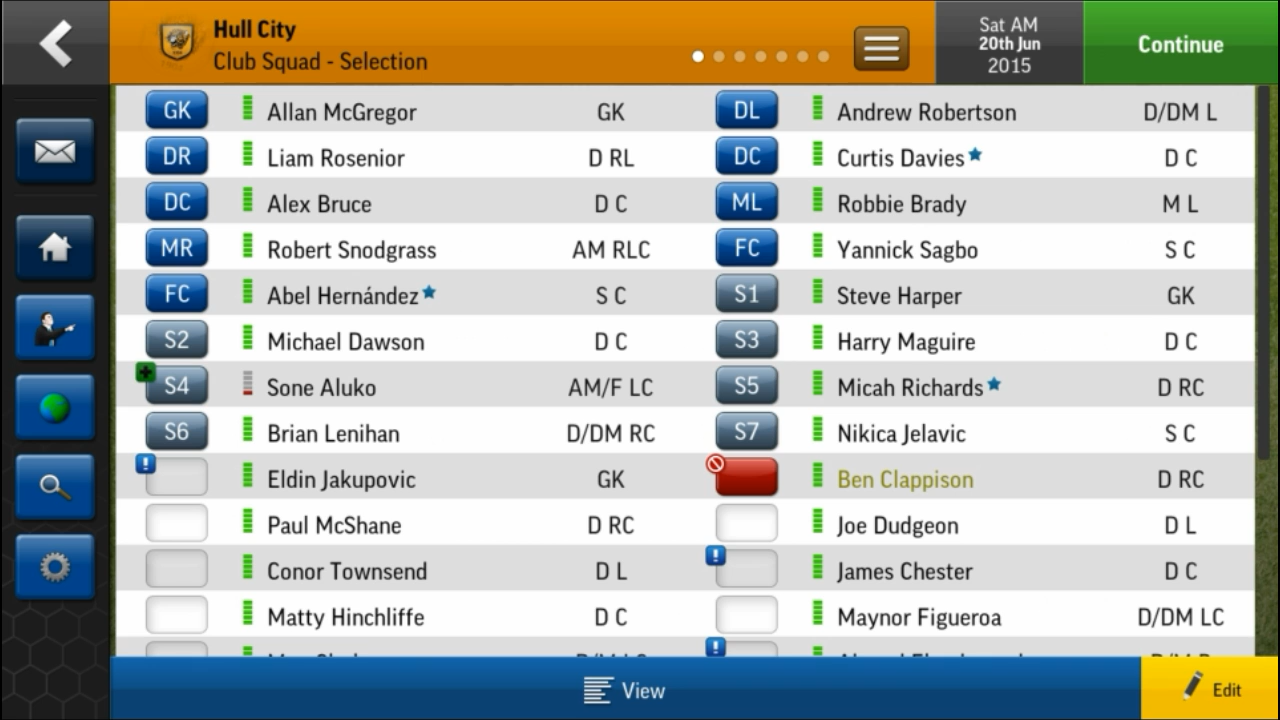 Hull City
Club Squad - Selection
Sat AM
20th Jun
2015
Continue
GK Allan McGregor GK DL Andrew Robertson D/DM L
DR Liam Rosenior D RL DC Curtis Davies D C
DC Alex Bruce D C ML Robbie Brady M L
MR Robert Snodgrass AM RLC FC Yannick Sagbo S C
FC Abel Hernández S C S1 Steve Harper GK
S2 Michael Dawson D C S3 Harry Maguire D C
S4 Sone Aluko AM/F LC S5 Micah Richards D RC
S6 Brian Lenihan D/DM RC S7 Nikica Jelavic S C
Eldin Jakupovic GK Ben Clappison D RC
Paul McShane D RC Joe Dudgeon D L
Conor Townsend D L James Chester D C
Matty Hinchliffe D C Maynor Figueroa D/DM LC
View
Edit